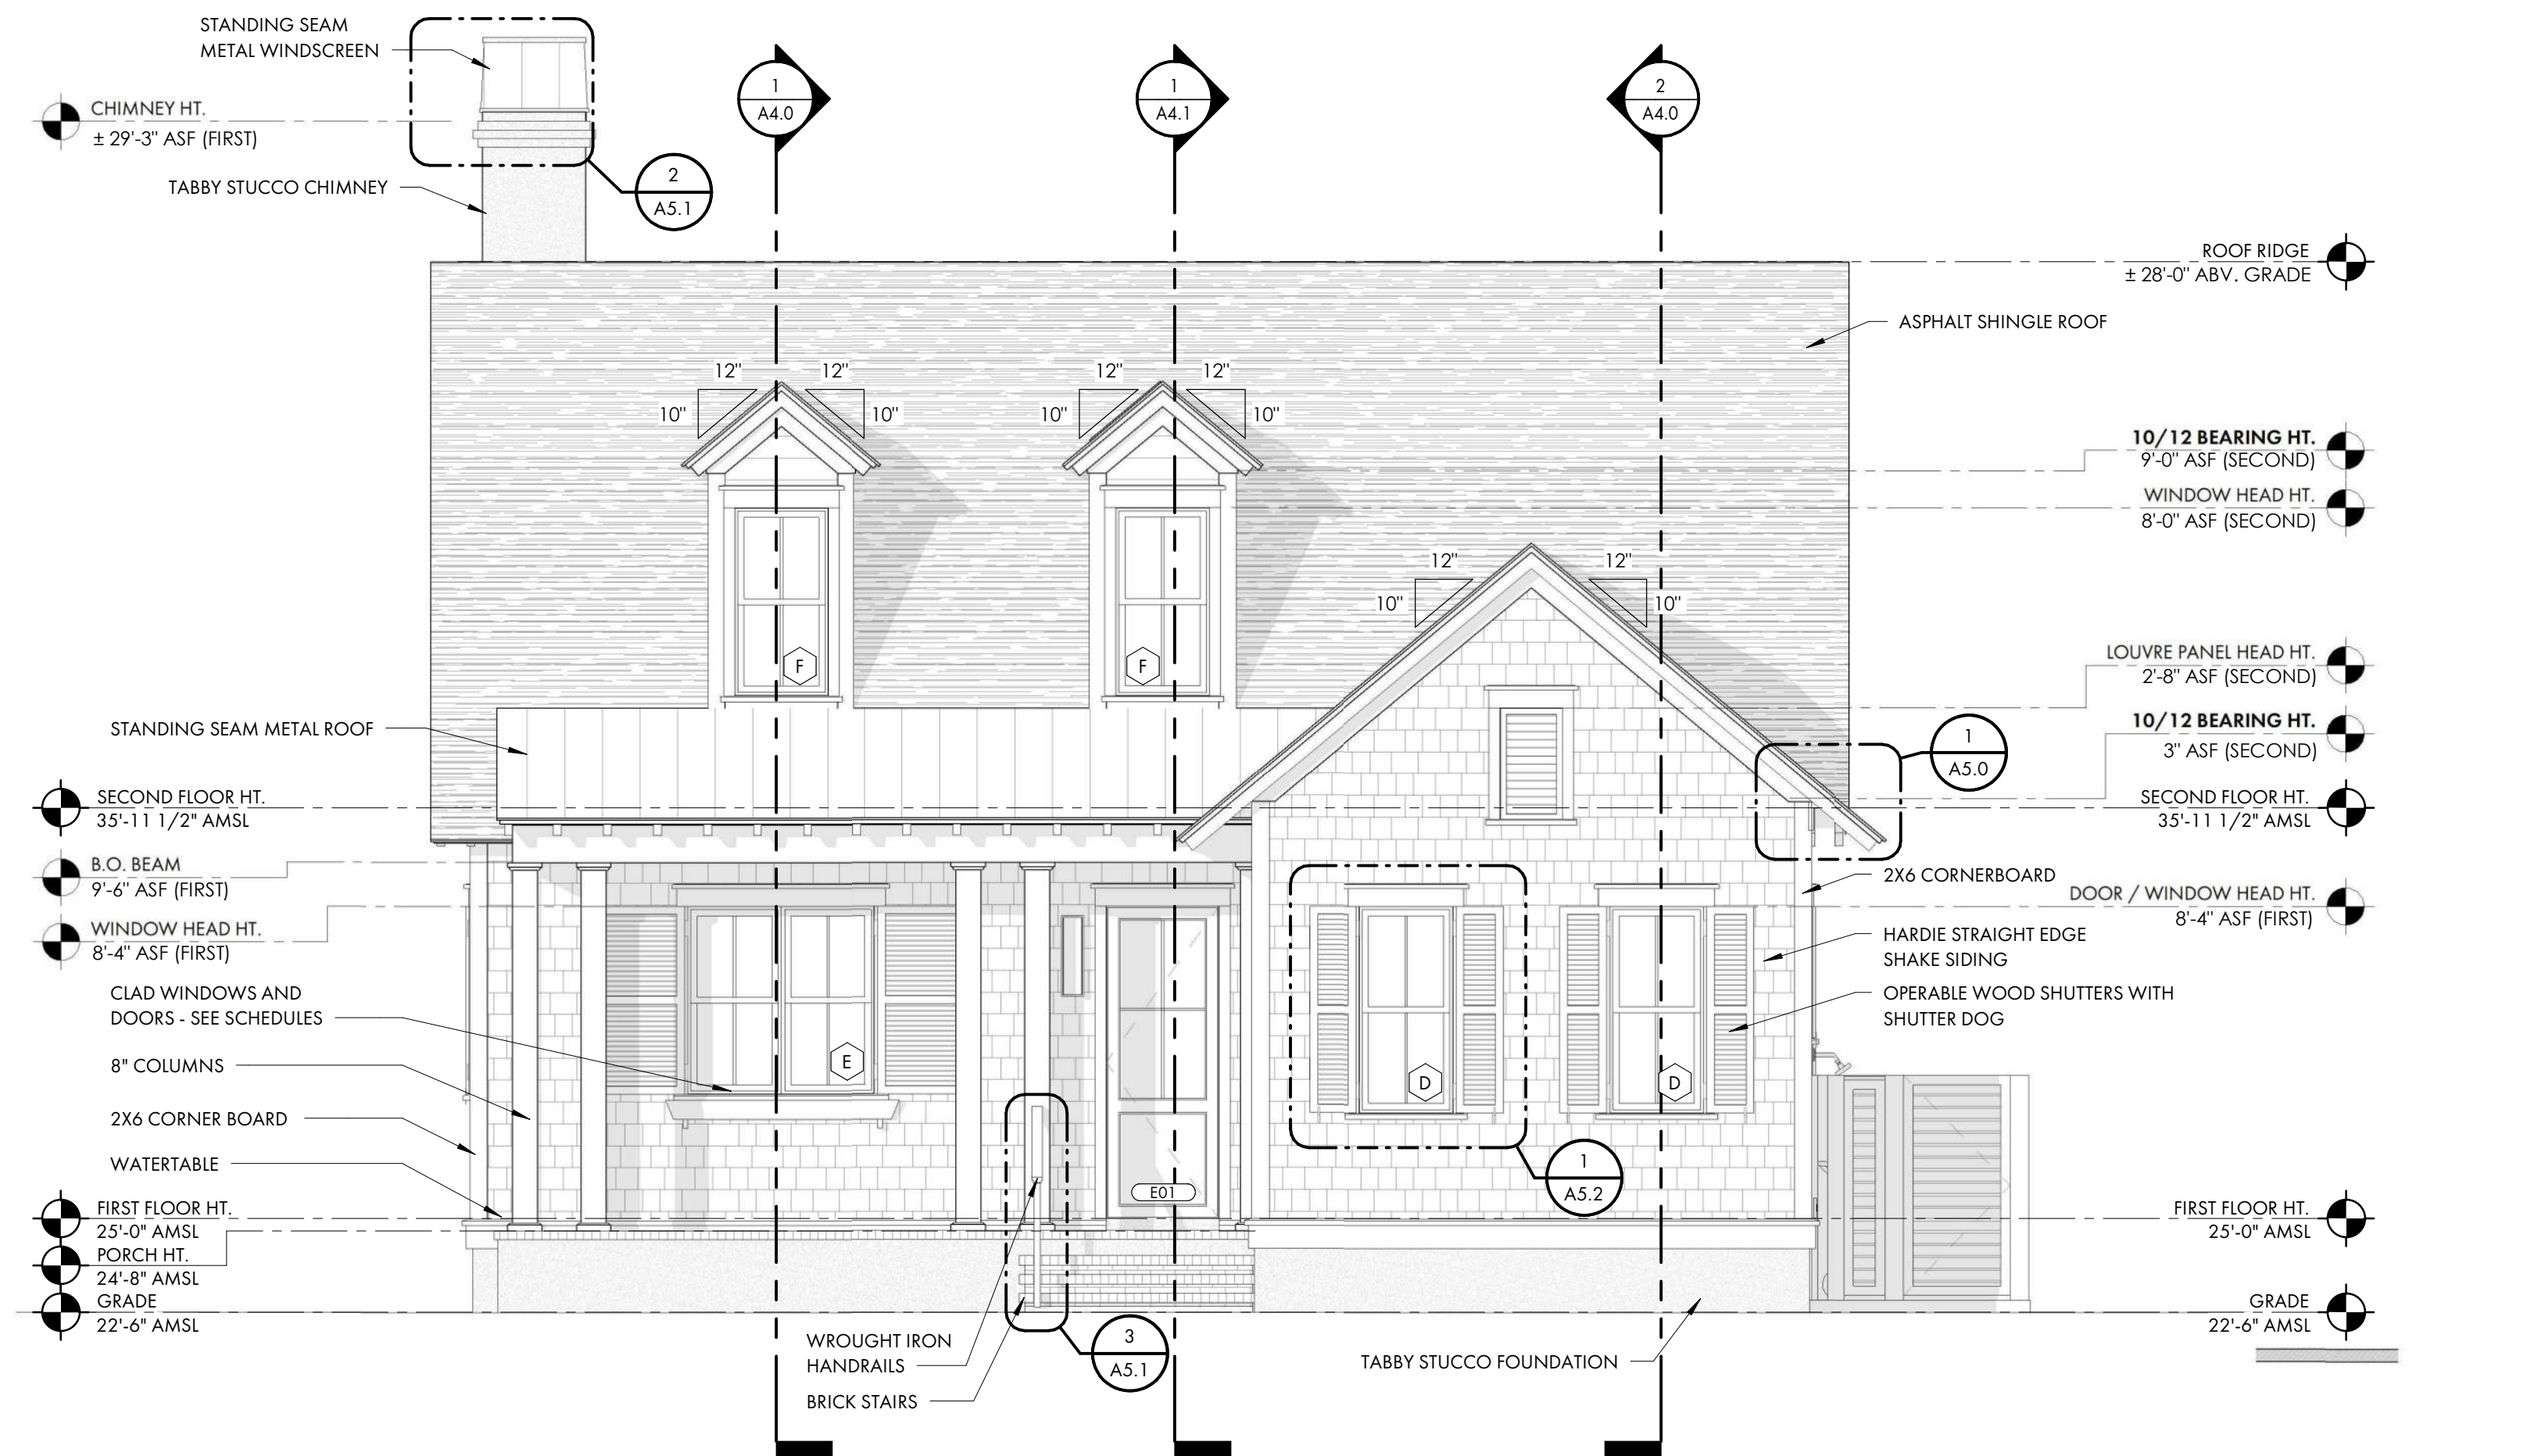 STANDING SEAM
METAL WINDSCREEN
CHIMNEY HT.
± 29'-3" ASF (FIRST)
TABBY STUCCO CHIMNEY
2
A5.1
1
A4.0
1
A4.1
2
A4.0
ROOF RIDGE
± 28'-0" ABV. GRADE
ASPHALT SHINGLE ROOF
12"
12"
10"
10"
12"
12"
10"
10"
10/12 BEARING HT.
9'-0" ASF (SECOND)
WINDOW HEAD HT.
8'-0" ASF (SECOND)
12"
12"
10"
10"
F
F
LOUVRE PANEL HEAD HT.
2'-8" ASF (SECOND)
10/12 BEARING HT.
3" ASF (SECOND)
1
A5.0
STANDING SEAM METAL ROOF
SECOND FLOOR HT.
35'-11 1/2" AMSL
SECOND FLOOR HT.
35'-11 1/2" AMSL
B.O. BEAM
9'-6" ASF (FIRST)
WINDOW HEAD HT.
8'-4" ASF (FIRST)
2X6 CORNERBOARD
DOOR / WINDOW HEAD HT.
8'-4" ASF (FIRST)
HARDIE STRAIGHT EDGE
SHAKE SIDING
OPERABLE WOOD SHUTTERS WITH
SHUTTER DOG
CLAD WINDOWS AND
DOORS - SEE SCHEDULES
8" COLUMNS
2X6 CORNER BOARD
WATERTABLE
E
D
D
E01
1
A5.2
FIRST FLOOR HT.
25'-0" AMSL
PORCH HT.
24'-8" AMSL
GRADE
22'-6" AMSL
FIRST FLOOR HT.
25'-0" AMSL
GRADE
22'-6" AMSL
WROUGHT IRON
HANDRAILS
BRICK STAIRS
3
A5.1
TABBY STUCCO FOUNDATION